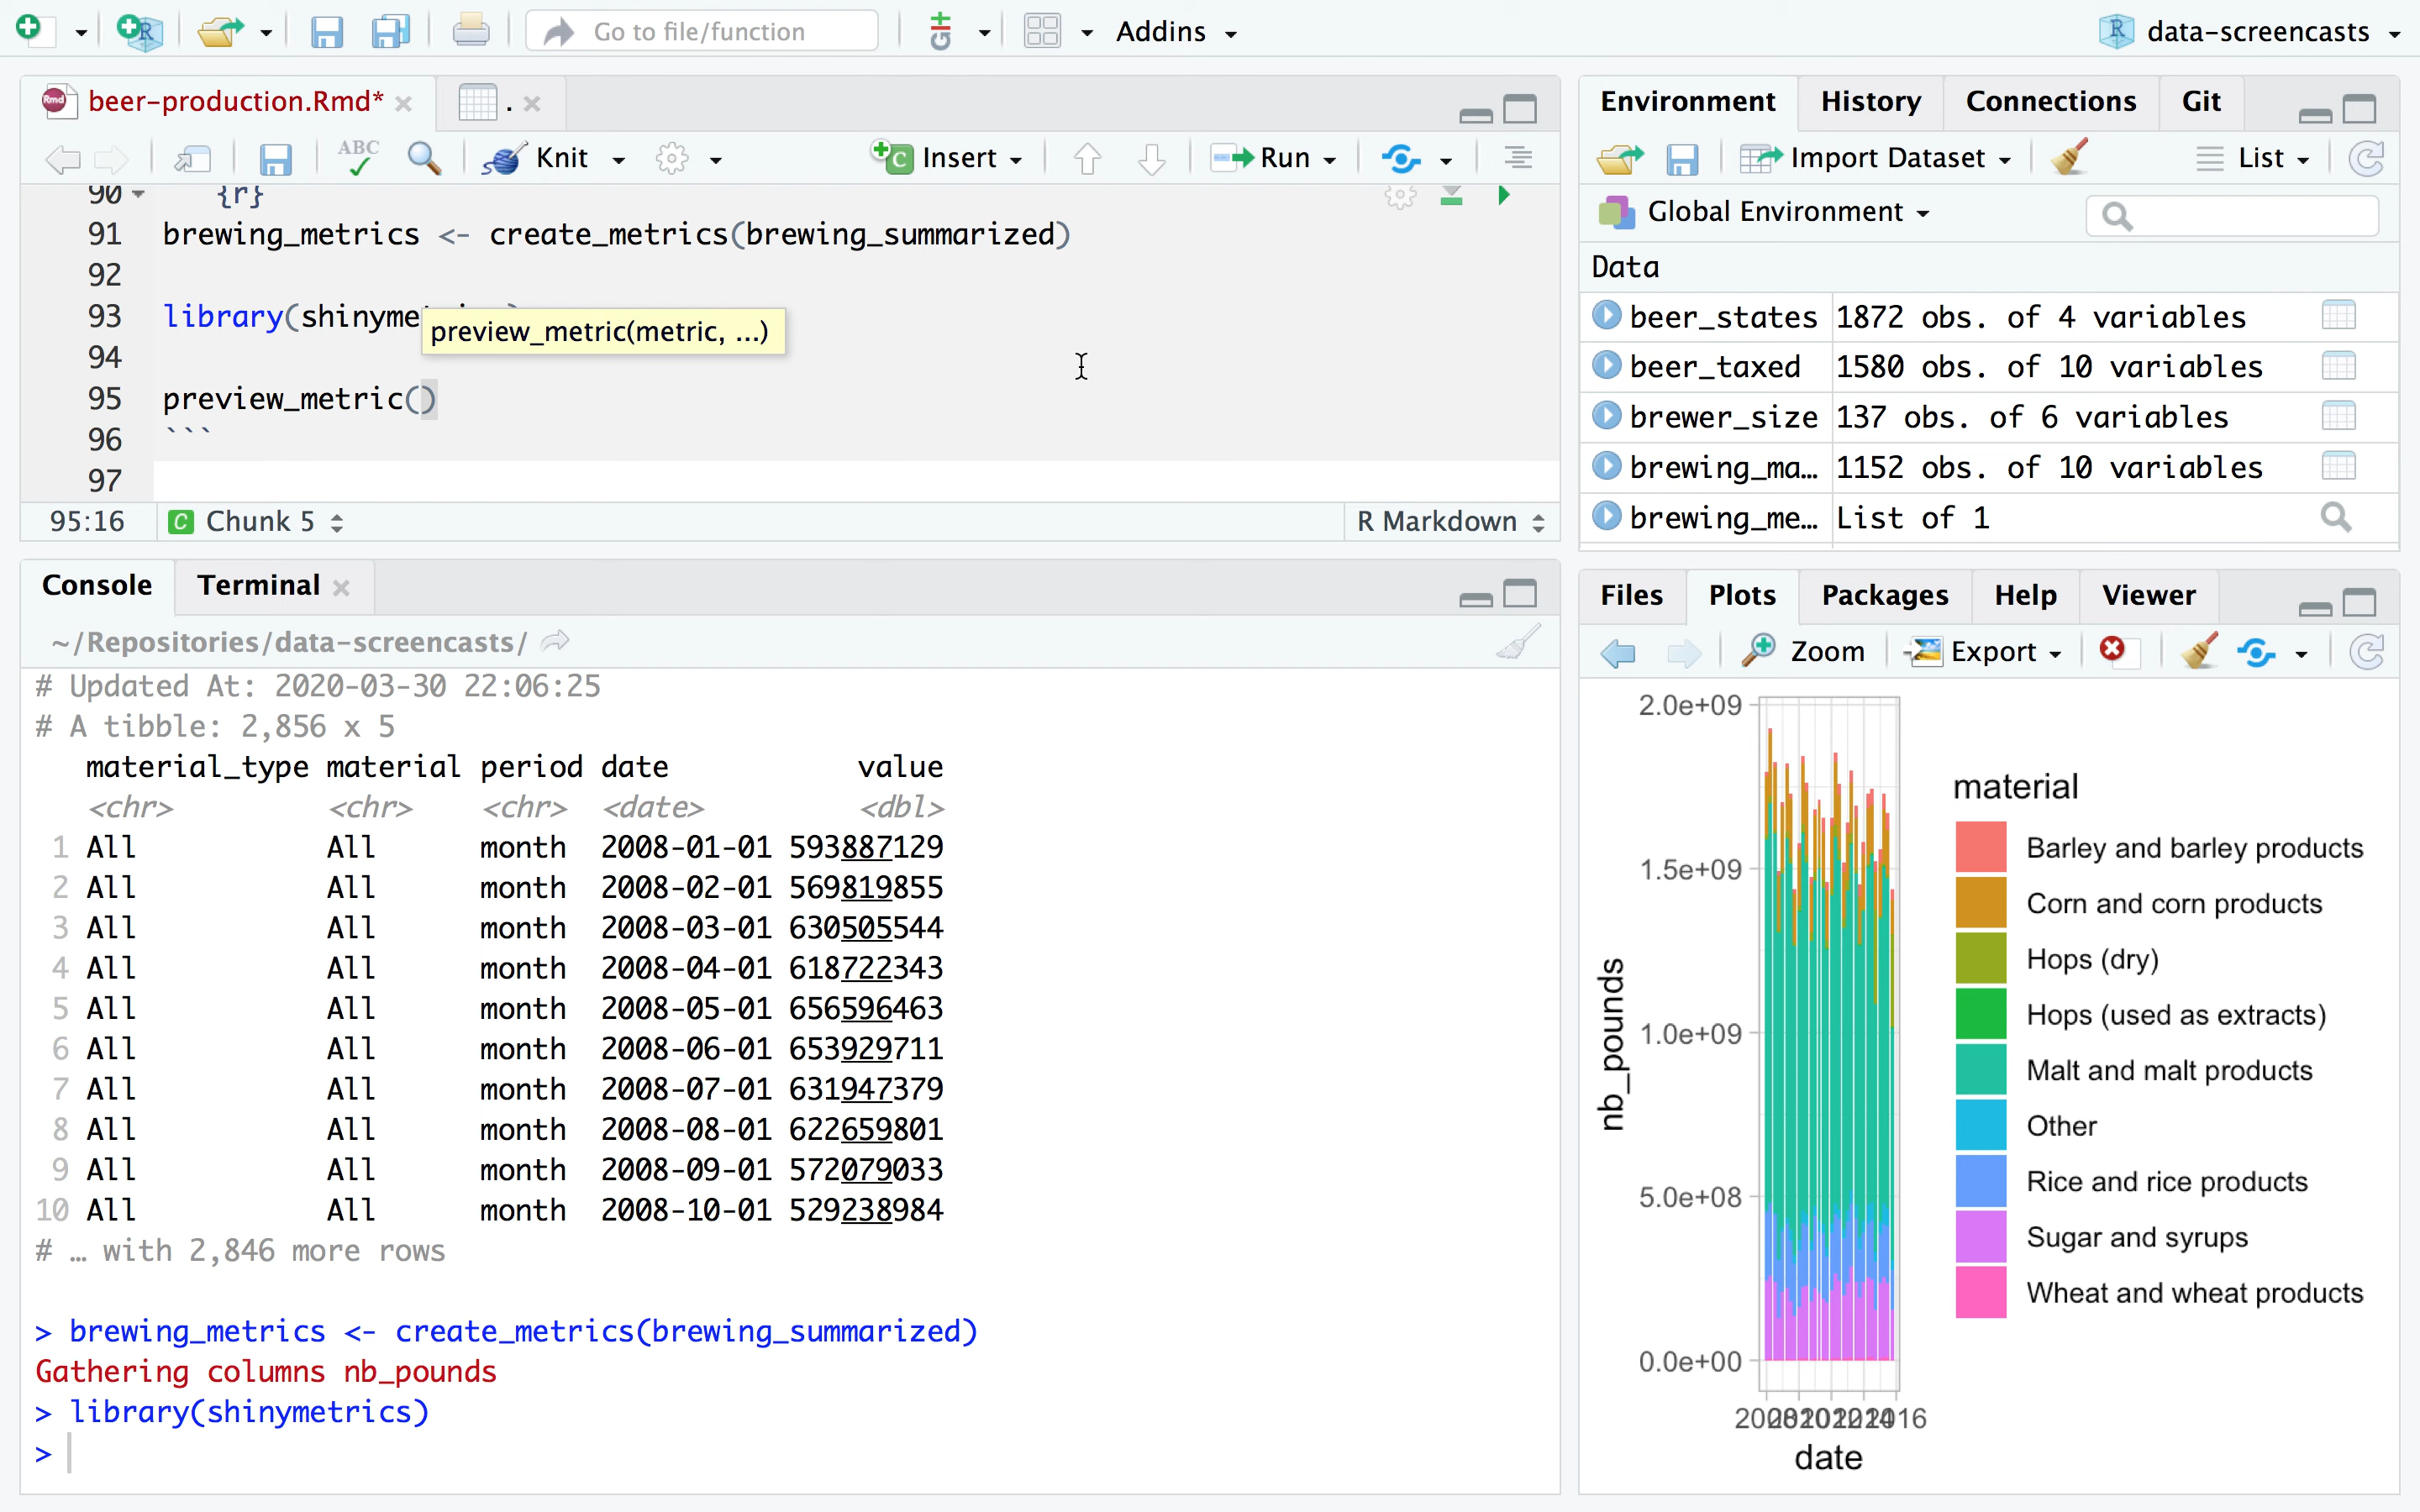 Go to file/function
Addins
data-screencasts
beer-production.Rmd*
.
ABC
Knit
Insert
Run
90
{r}
91 brewing_metrics <- create_metrics(brewing_summarized)
92
93 library(shinyme
preview_metric(metric, ...)
94
95 preview_metric()
96 ```
97
95:16
C Chunk 5
R Markdown
Console
Terminal
~/Repositories/data-screencasts/
# Updated At: 2020-03-30 22:06:25
# A tibble: 2,856 x 5
material_type material period date value
<chr> <chr> <chr> <date> <dbl>
1 All All month 2008-01-01 593887129
2 All All month 2008-02-01 569819855
3 All All month 2008-03-01 630505544
4 All All month 2008-04-01 618722343
5 All All month 2008-05-01 656596463
6 All All month 2008-06-01 653929711
7 All All month 2008-07-01 631947379
8 All All month 2008-08-01 622659801
9 All All month 2008-09-01 572079033
10 All All month 2008-10-01 529238984
# … with 2,846 more rows
> brewing_metrics <- create_metrics(brewing_summarized)
Gathering columns nb_pounds
> library(shinymetrics)
>
Environment
History
Connections
Git
Import Dataset
List
Global Environment
Data
beer_states 1872 obs. of 4 variables
beer_taxed 1580 obs. of 10 variables
brewer_size 137 obs. of 6 variables
brewing_ma… 1152 obs. of 10 variables
brewing_me… List of 1
Files
Plots
Packages
Help
Viewer
Zoom
Export
2.0e+09
1.5e+09
1.0e+09
5.0e+08
0.0e+00
nb_pounds
date
material
Barley and barley products
Corn and corn products
Hops (dry)
Hops (used as extracts)
Malt and malt products
Other
Rice and rice products
Sugar and syrups
Wheat and wheat products